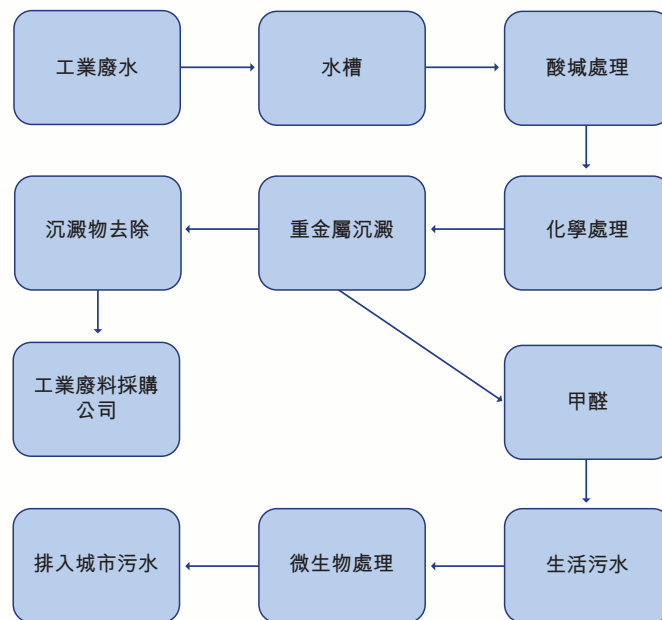 工業廢水
水槽
酸堿處理
沉澱物去除
重金屬沉澱
化學處理
工業廢料採購
公司
甲醛
排入城市污水
微生物處理
生活污水